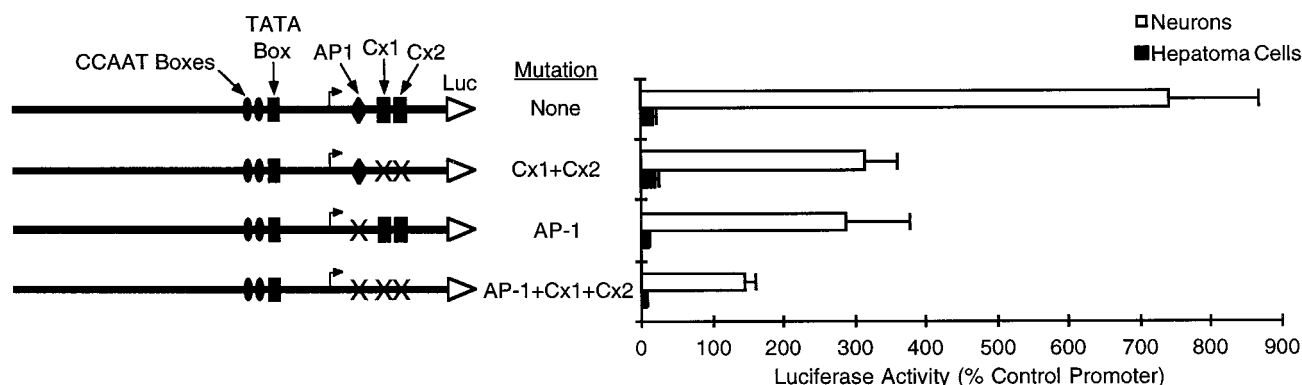 Neurons
Hepatoma Cells
TATA
Box
CCAAT Boxes
AP1
Cx1
Cx2
Luc
Mutation
None
Cx1+Cx2
AP-1
AP-1+Cx1+Cx2
0 100 200 300 400 500 600 700 800 900
Luciferase Activity (% Control Promoter)